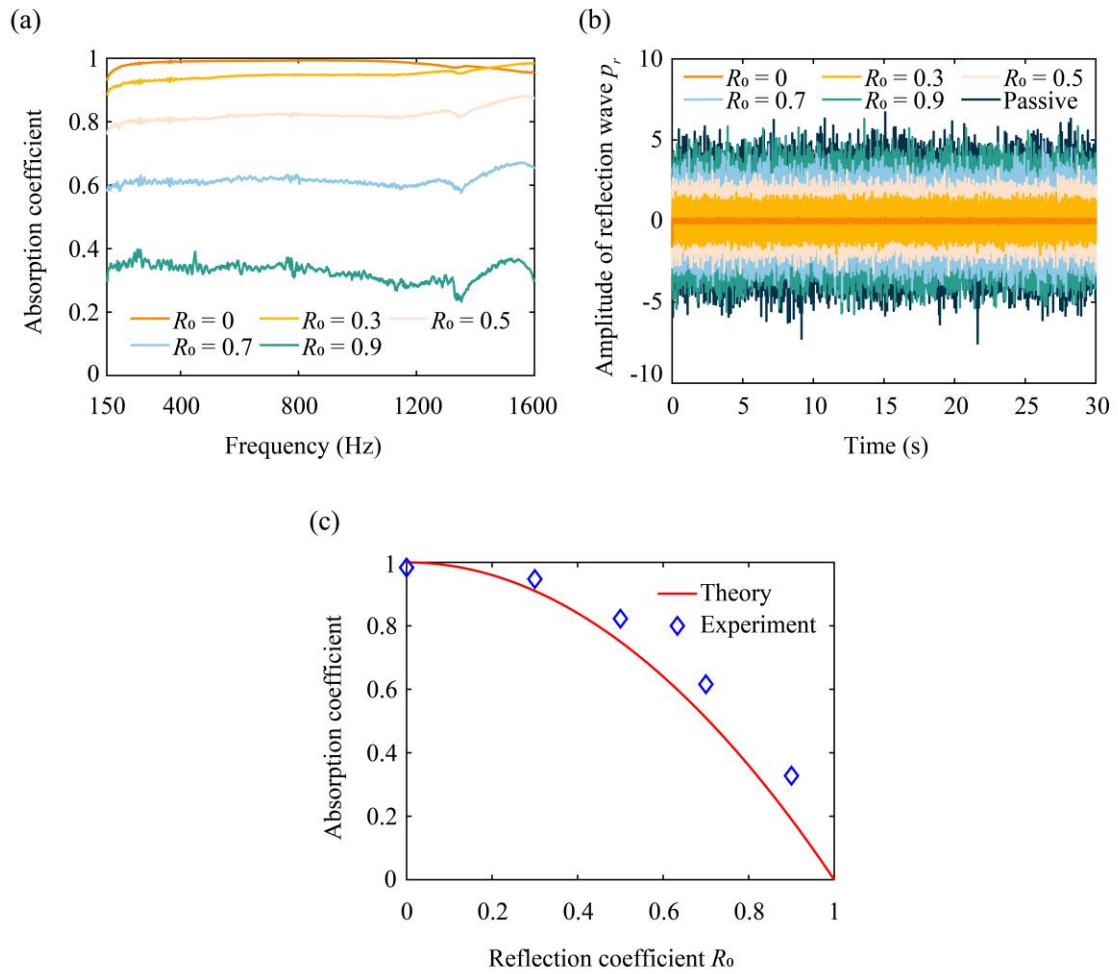 (a)
1
0.8
0.6
0.4
0.2
0
Absorption coefficient
R₀ = 0 R₀ = 0.3 R₀ = 0.5
R₀ = 0.7 R₀ = 0.9
150 400 800 1200 1600
Frequency (Hz)
(b)
10
5
0
-5
-10
Amplitude of reflection wave pᵣ
R₀ = 0 R₀ = 0.3 R₀ = 0.5
R₀ = 0.7 R₀ = 0.9 Passive
0 5 10 15 20 25 30
Time (s)
(c)
1
0.8
0.6
0.4
0.2
0
Absorption coefficient
Theory
Experiment
0 0.2 0.4 0.6 0.8 1
Reflection coefficient R₀